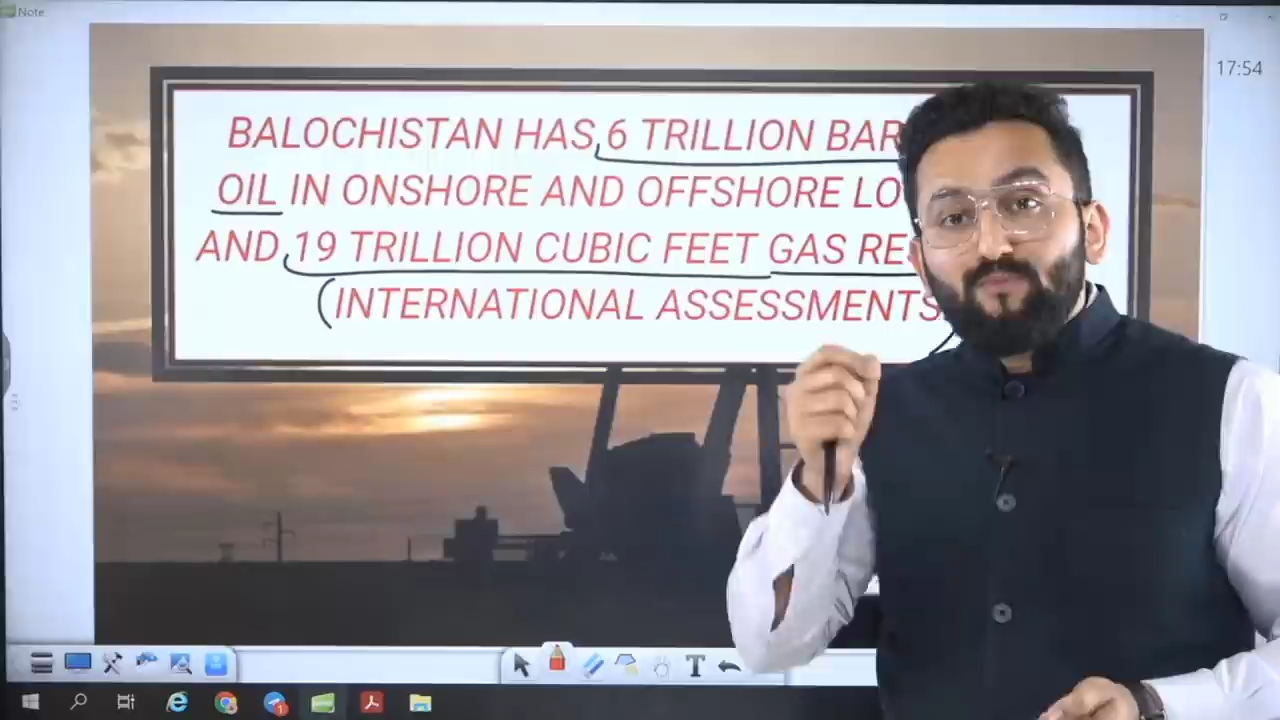 Note
17:54
BALOCHISTAN HAS 6 TRILLION BAR
OIL IN ONSHORE AND OFFSHORE LO
AND 19 TRILLION CUBIC FEET GAS RE
(INTERNATIONAL ASSESSMENTS
T